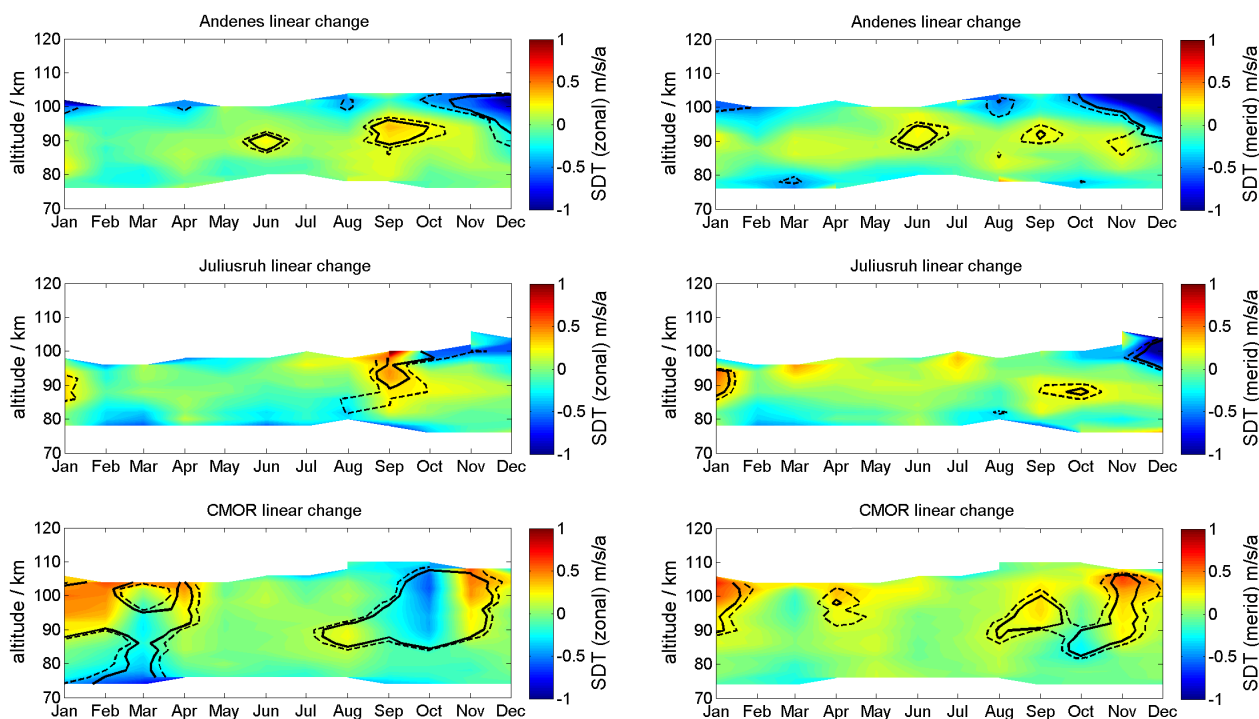 Andenes linear change
120
110
100
90
80
70
altitude / km
Jan Feb Mar Apr May Jun Jul Aug Sep Oct Nov Dec
1
0.5
0
-0.5
-1
SDT (zonal) m/s/a
Andenes linear change
120
110
100
90
80
70
altitude / km
Jan Feb Mar Apr May Jun Jul Aug Sep Oct Nov Dec
1
0.5
0
-0.5
-1
SDT (merid) m/s/a
Juliusruh linear change
120
110
100
90
80
70
altitude / km
Jan Feb Mar Apr May Jun Jul Aug Sep Oct Nov Dec
1
0.5
0
-0.5
-1
SDT (zonal) m/s/a
Juliusruh linear change
120
110
100
90
80
70
altitude / km
Jan Feb Mar Apr May Jun Jul Aug Sep Oct Nov Dec
1
0.5
0
-0.5
-1
SDT (merid) m/s/a
CMOR linear change
120
110
100
90
80
70
altitude / km
Jan Feb Mar Apr May Jun Jul Aug Sep Oct Nov Dec
1
0.5
0
-0.5
-1
SDT (zonal) m/s/a
CMOR linear change
120
110
100
90
80
70
altitude / km
Jan Feb Mar Apr May Jun Jul Aug Sep Oct Nov Dec
1
0.5
0
-0.5
-1
SDT (merid) m/s/a